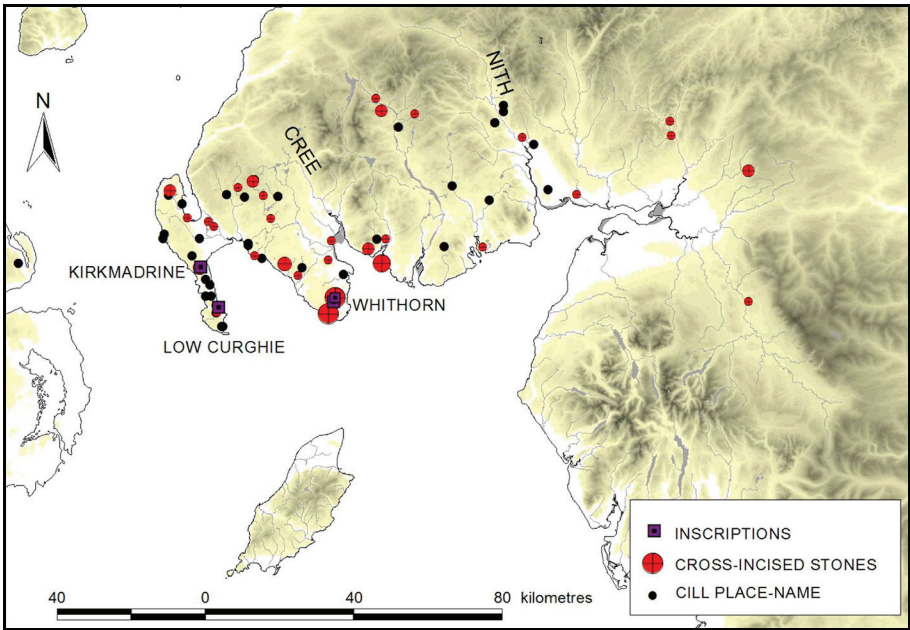 N
NITH
CREE
KIRKMADRINE
WHITHORN
LOW CURGHIE
INSCRIPTIONS
CROSS-INCISED STONES
CILL PLACE-NAME
40 0 40 80 kilometres